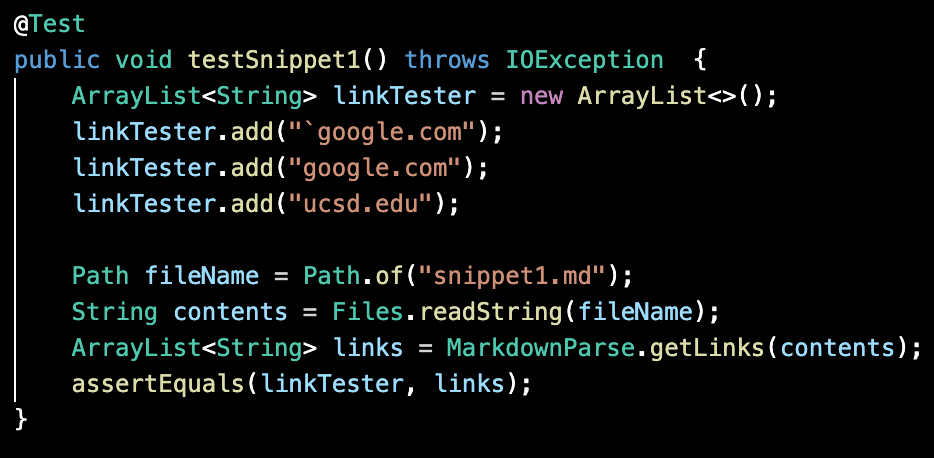 @Test
public void testSnippet1() throws IOException  {
    ArrayList<String> linkTester = new ArrayList<>();
    linkTester.add("`google.com");
    linkTester.add("google.com");
    linkTester.add("ucsd.edu");

    Path fileName = Path.of("snippet1.md");
    String contents = Files.readString(fileName);
    ArrayList<String> links = MarkdownParse.getLinks(contents);
    assertEquals(linkTester, links);
}